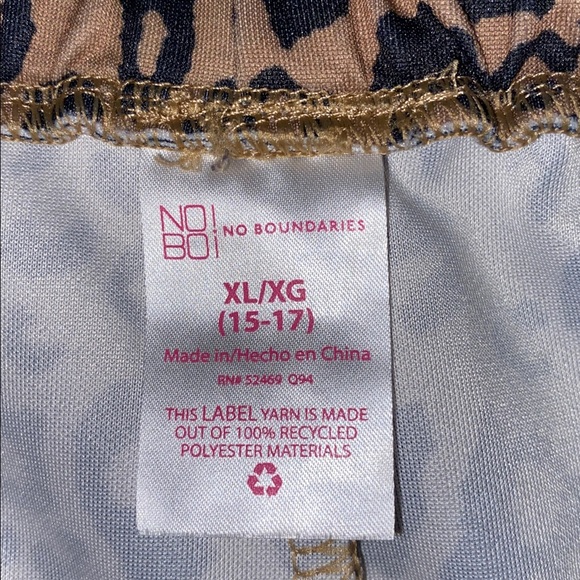 NO!
BO¡ NO BOUNDARIES
XL/XG
(15-17)
Made in/Hecho en China
RN# 52469 Q94
THIS LABEL YARN IS MADE
OUT OF 100% RECYCLED
POLYESTER MATERIALS